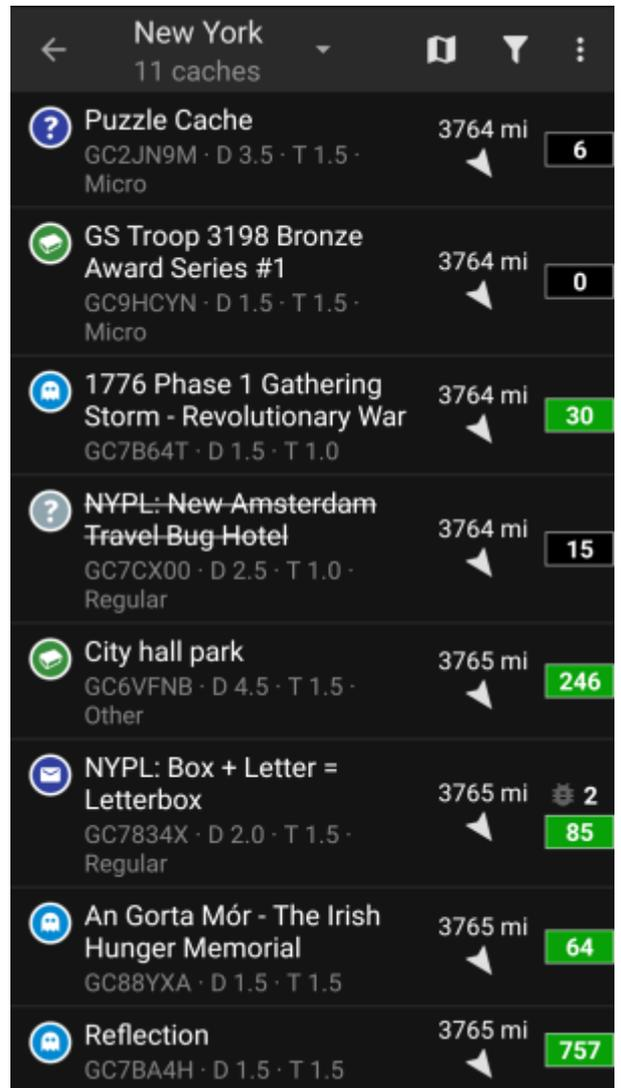 New York
11 caches
Puzzle Cache
3764 mi
GC2JN9M · D 3.5 · T 1.5 ·
Micro
6
GS Troop 3198 Bronze
Award Series #1
3764 mi
GC9HCYN · D 1.5 · T 1.5 ·
Micro
0
1776 Phase 1 Gathering
Storm - Revolutionary War
3764 mi
GC7B64T · D 1.5 · T 1.0
30
NYPL: New Amsterdam
Travel Bug Hotel
3764 mi
GC7CX00 · D 2.5 · T 1.0 ·
Regular
15
City hall park
3765 mi
GC6VFNB · D 4.5 · T 1.5 ·
Other
246
NYPL: Box + Letter =
Letterbox
3765 mi
2
GC7834X · D 2.0 · T 1.5 ·
Regular
85
An Gorta Mór - The Irish
Hunger Memorial
3765 mi
GC88YXA · D 1.5 · T 1.5
64
Reflection
3765 mi
GC7BA4H · D 1.5 · T 1.5
757